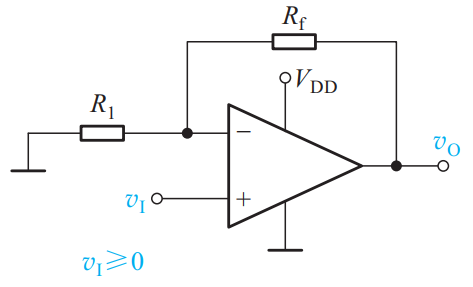 R_f
V_DD
R_1
−
v_O
v_I
+
v_I ≥ 0